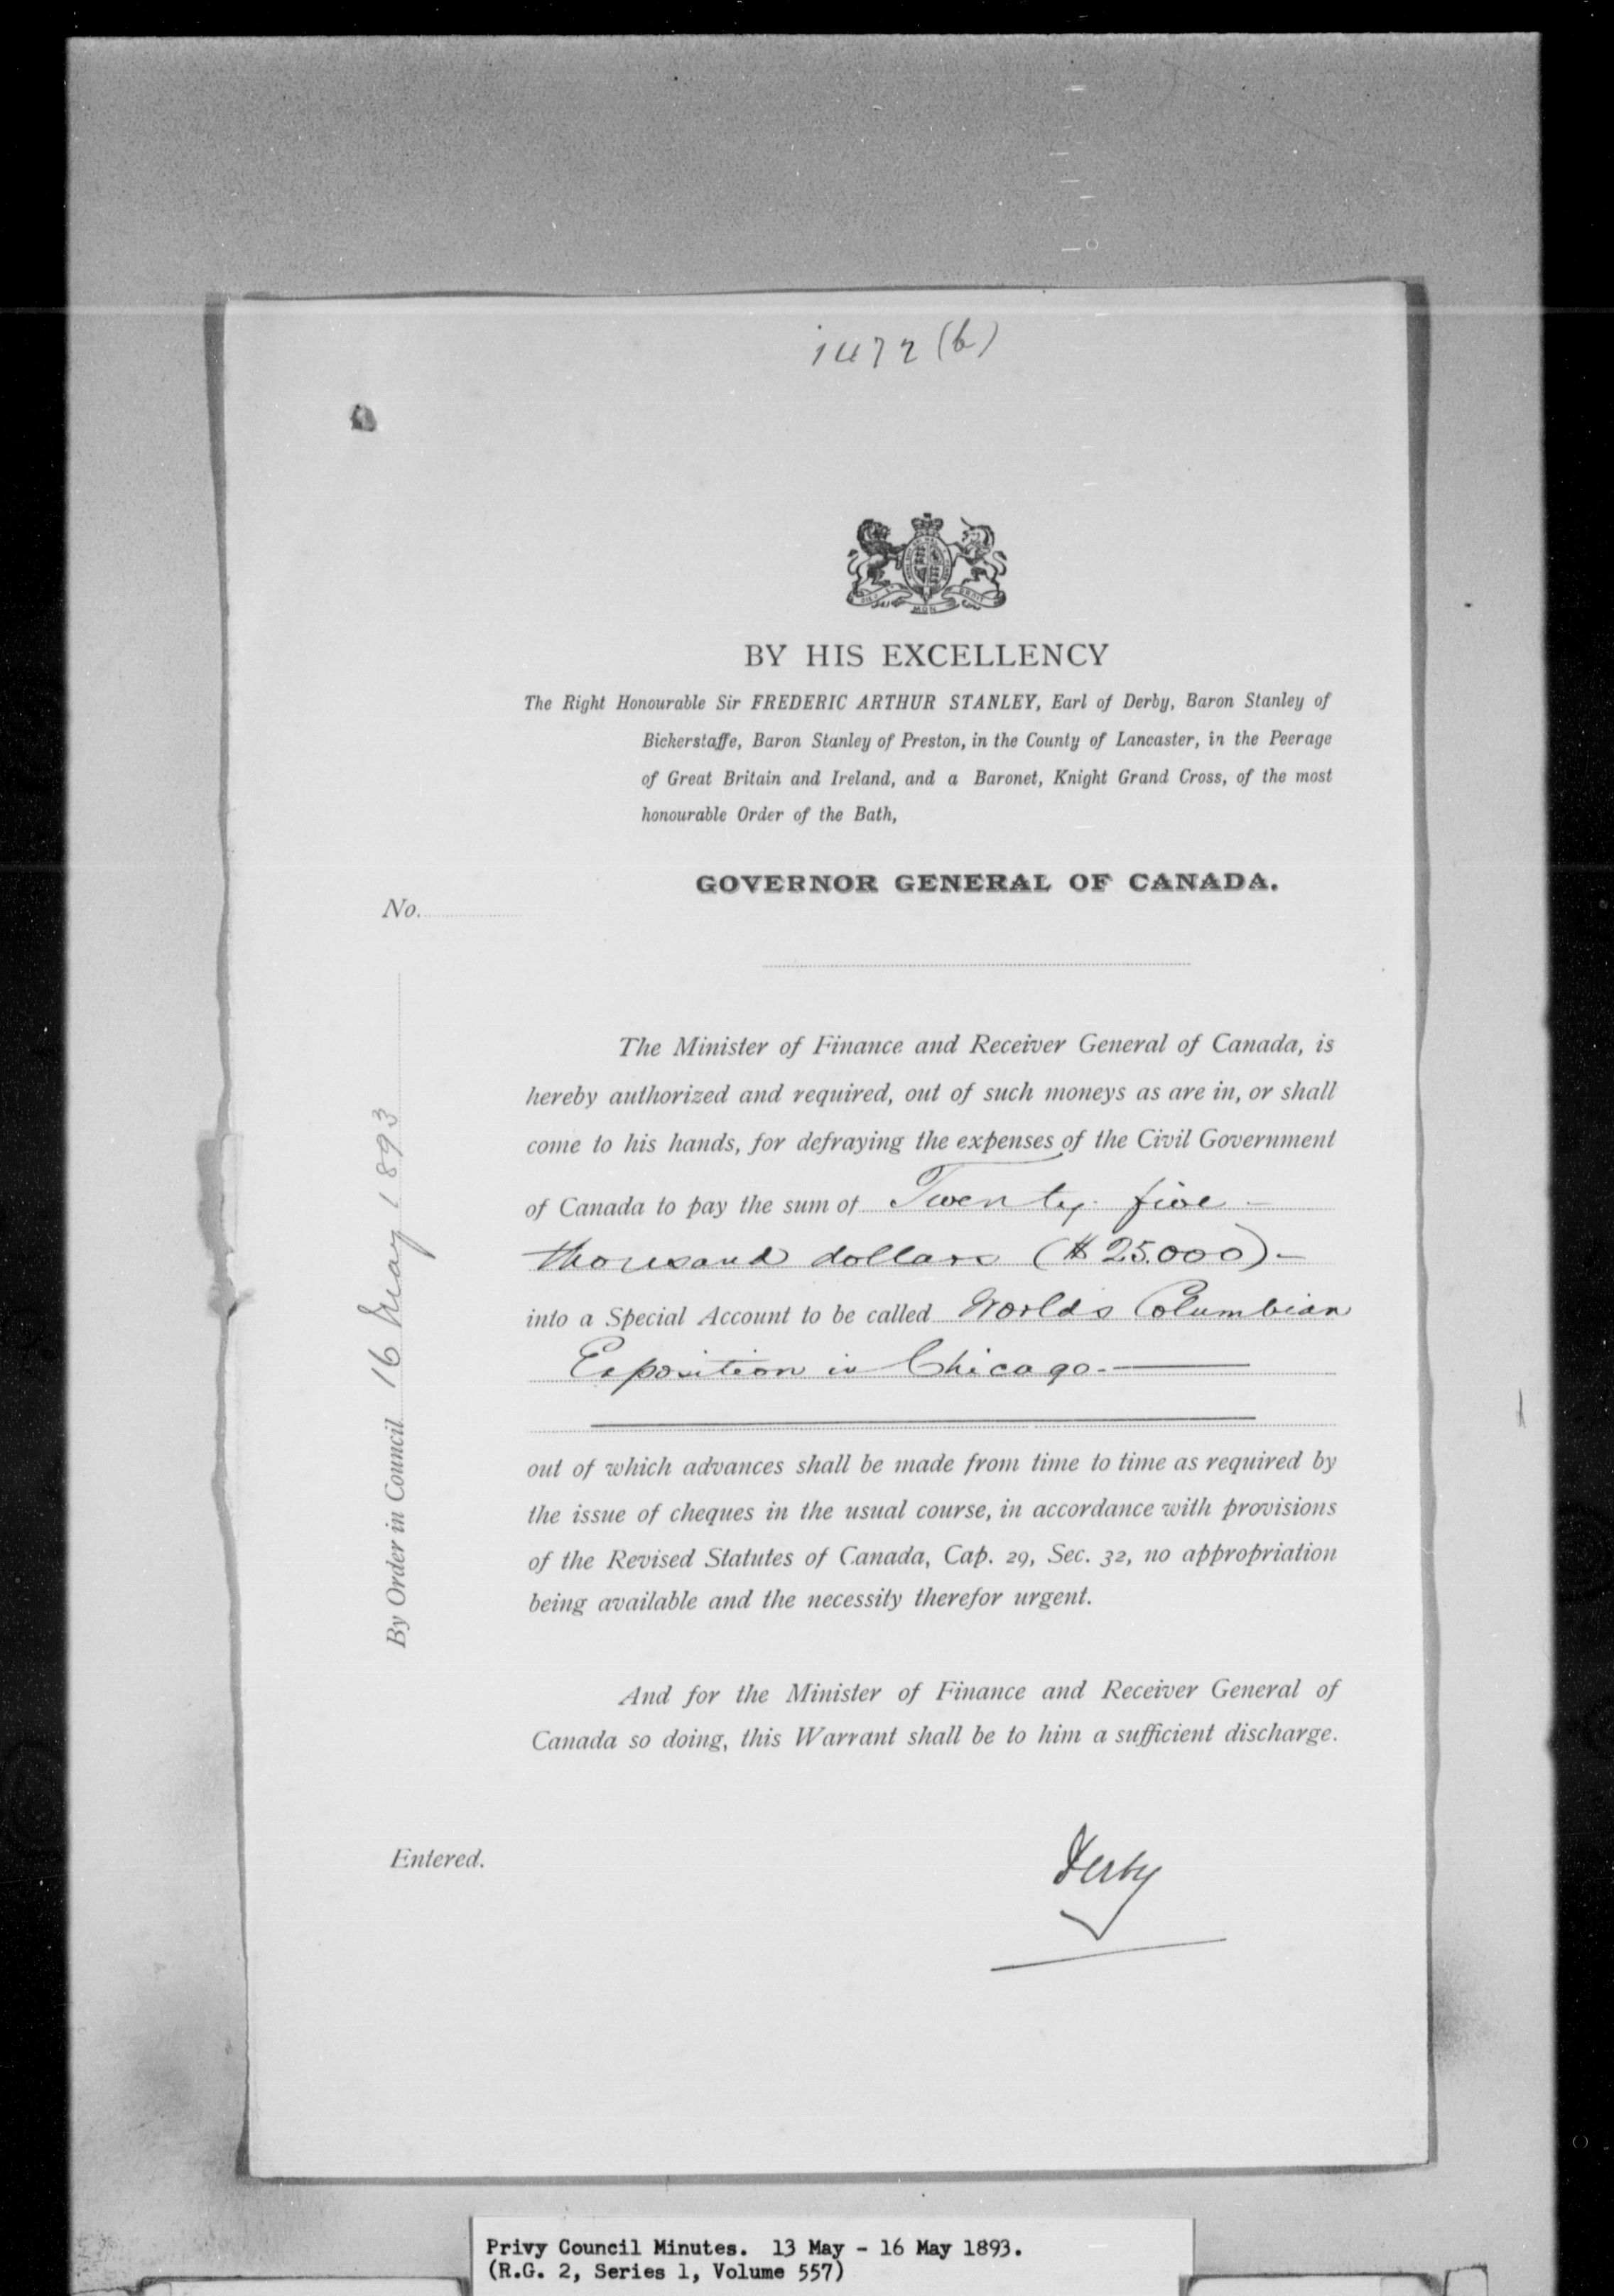 1472 (b)
BY HIS EXCELLENCY
The Right Honourable Sir FREDERIC ARTHUR STANLEY, Earl of Derby, Baron Stanley of
Bickerstaffe, Baron Stanley of Preston, in the County of Lancaster, in the Peerage
of Great Britain and Ireland, and a Baronet, Knight Grand Cross, of the most
honourable Order of the Bath,
GOVERNOR GENERAL OF CANADA.
No.
By Order in Council 16 May 1893
The Minister of Finance and Receiver General of Canada, is
hereby authorized and required, out of such moneys as are in, or shall
come to his hands, for defraying the expenses of the Civil Government
of Canada to pay the sum of Twenty five –
thousand dollars ($25.000) –
into a Special Account to be called World's Columbian
Exposition in Chicago. —
out of which advances shall be made from time to time as required by
the issue of cheques in the usual course, in accordance with provisions
of the Revised Statutes of Canada, Cap. 29, Sec. 32, no appropriation
being available and the necessity therefor urgent.
And for the Minister of Finance and Receiver General of
Canada so doing, this Warrant shall be to him a sufficient discharge.
Entered.
Derby
Privy Council Minutes. 13 May - 16 May 1893.
(R.G. 2, Series 1, Volume 557)